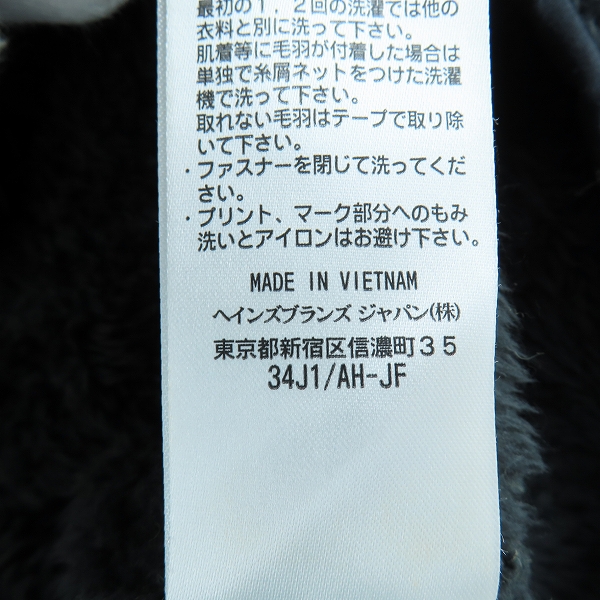 最初の1，2回の洗濯では他の
衣料と別に洗って下さい。
肌着等に毛羽が付着した場合は
単独で糸屑ネットをつけた洗濯
機で洗って下さい。
取れない毛羽はテープで取り除
いて下さい。
・ファスナーを閉じて洗ってくだ
さい。
・プリント、マーク部分へのもみ
洗いとアイロンはお避け下さい。
MADE IN VIETNAM
ヘインズブランズ ジャパン(株)
東京都新宿区信濃町３５
34J1/AH-JF